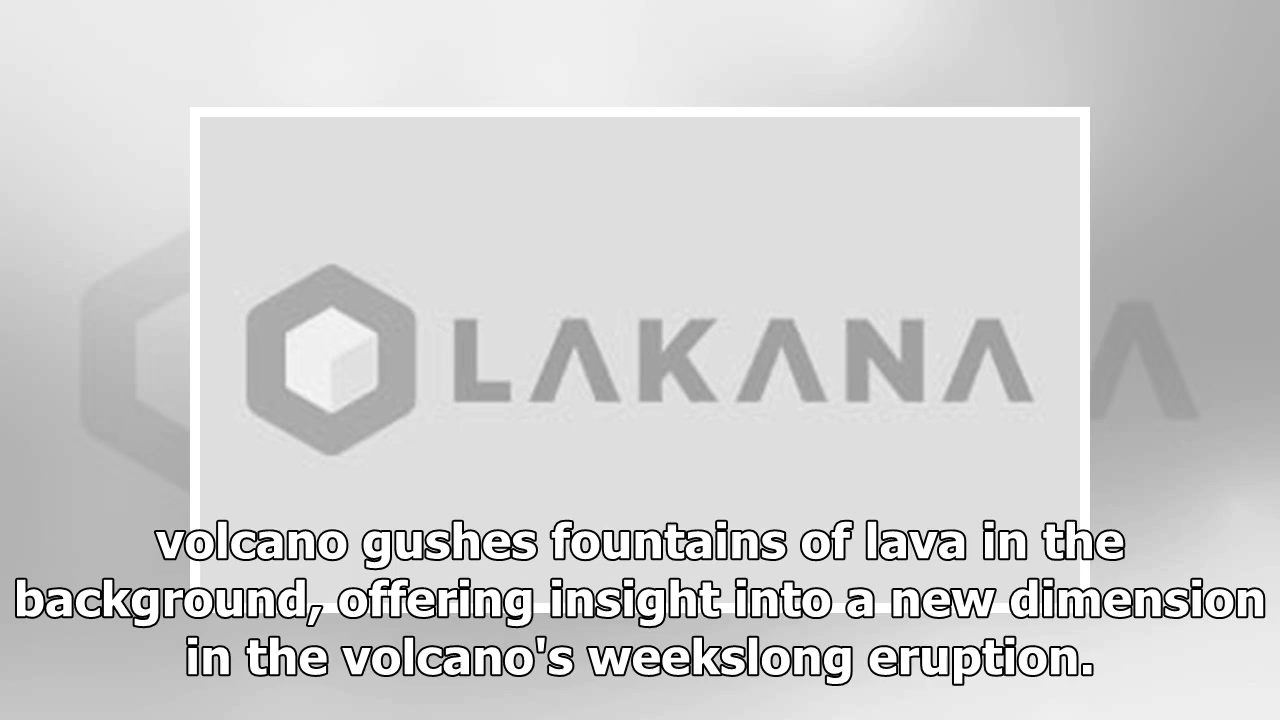 LAKANA
volcano gushes fountains of lava in the
background, offering insight into a new dimension
in the volcano's weekslong eruption.